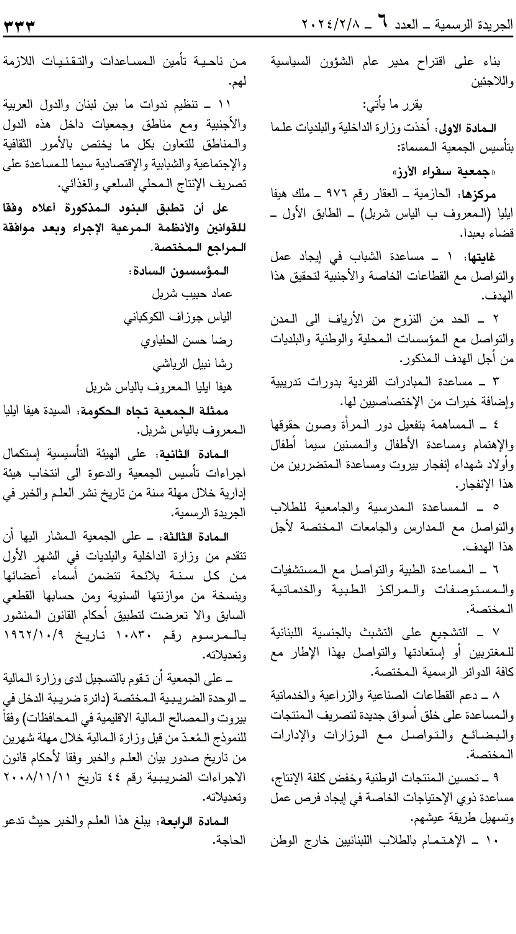 الجريدة الرسمية ــ العدد ٦ ــ ٢٠٢٤/٢/٨
٣٣٣
بناء على اقتراح مدير عام الشؤون السياسية
واللاجئين
يقرر ما يأتي:
المادة الاولى: أخذت وزارة الداخلية والبلديات علما
بتأسيس الجمعية المسماة:
«جمعية سفراء الأرز»
مركزها: الحازمية ــ العقار رقم ٩٧٦ ــ ملك هيفا
ايليا (المعروف ب الياس شربل) ــ الطابق الأول ــ
قضاء بعبدا.
غايتها: ١ ــ مساعدة الشباب في إيجاد عمل
والتواصل مع القطاعات الخاصة والأجنبية لتحقيق هذا
الهدف.
٢ ــ الحد من النزوح من الأرياف الى المدن
والتواصل مع المؤسسات المحلية والوطنية والبلديات
من أجل الهدف المذكور.
٣ ــ مساعدة المبادرات الفردية بدورات تدريبية
وإضافة خبرات من الإختصاصيين لها.
٤ ــ المساهمة بتفعيل دور المرأة وصون حقوقها
والإهتمام ومساعدة الأطفال والمسنين سيما أطفال
وأولاد شهداء إنفجار بيروت ومساعدة المتضررين من
هذا الإنفجار.
٥ ــ المساعدة المدرسية والجامعية للطلاب
والتواصل مع المدارس والجامعات المختصة لأجل
هذا الهدف.
٦ ــ المساعدة الطبية والتواصل مع المستشفيات
والمستوصفات والمراكز الطبية والخدماتية
المختصة.
٧ ــ التشجيع على التشبث بالجنسية اللبنانية
للمغتربين أو إستعادتها والتواصل بهذا الإطار مع
كافة الدوائر الرسمية المختصة.
٨ ــ دعم القطاعات الصناعية والزراعية والخدماتية
والمساعدة على خلق أسواق جديدة لتصريف المنتجات
والبضائع والتواصل مع الوزارات والإدارات
المختصة.
٩ ــ تحسين المنتجات الوطنية وخفض كلفة الإنتاج،
مساعدة ذوي الإحتياجات الخاصة في إيجاد فرص عمل
وتسهيل طريقة عيشهم.
١٠ ــ الإهتمام بالطلاب اللبنانيين خارج الوطن
من ناحية تأمين المساعدات والتقنيات اللازمة
لهم.
١١ ــ تنظيم ندوات ما بين لبنان والدول العربية
والأجنبية ومع مناطق وجمعيات داخل هذه الدول
والمناطق للتعاون بكل ما يختص بالأمور الثقافية
والإجتماعية والشبابية والإقتصادية سيما للمساعدة على
تصريف الإنتاج المحلي السلعي والغذائي.
على أن تطبق البنود المذكورة أعلاه وفقا
للقوانين والأنظمة المرعية الإجراء وبعد موافقة
المراجع المختصة.
المؤسسون السادة:
عماد حبيب شربل
الياس جوزاف الكوكباني
رضا حسن الحلباوي
رشا نبيل الرياشي
هيفا ايليا المعروف بالياس شربل
ممثلة الجمعية تجاه الحكومة: السيدة هيفا ايليا
المعروف بالياس شربل.
المادة الثانية: على الهيئة التأسيسية إستكمال
اجراءات تأسيس الجمعية والدعوة الى انتخاب هيئة
إدارية خلال مهلة سنة من تاريخ نشر العلم والخبر في
الجريدة الرسمية.
المادة الثالثة: ــ على الجمعية المشار اليها أن
تتقدم من وزارة الداخلية والبلديات في الشهر الأول
من كل سنة بلائحة تتضمن أسماء أعضائها
وبنسخة من موازنتها السنوية ومن حسابها القطعي
السابق والا تعرضت لتطبيق أحكام القانون المنشور
بالمرسوم رقم ١٠٨٣٠ تاريخ ١٩٦٢/١٠/٩
وتعديلاته.
ــ على الجمعية أن تقوم بالتسجيل لدى وزارة المالية
ــ الوحدة الضريبية المختصة (دائرة ضريبة الدخل في
بيروت والمصالح المالية الاقليمية في المحافظات) وفقاً
للنموذج المُعدّ من قبل وزارة المالية خلال مهلة شهرين
من تاريخ صدور بيان العلم والخبر وفقا لأحكام قانون
الاجراءات الضريبية رقم ٤٤ تاريخ ٢٠٠٨/١١/١١
وتعديلاته.
المادة الرابعة: يبلغ هذا العلم والخبر حيث تدعو
الحاجة.